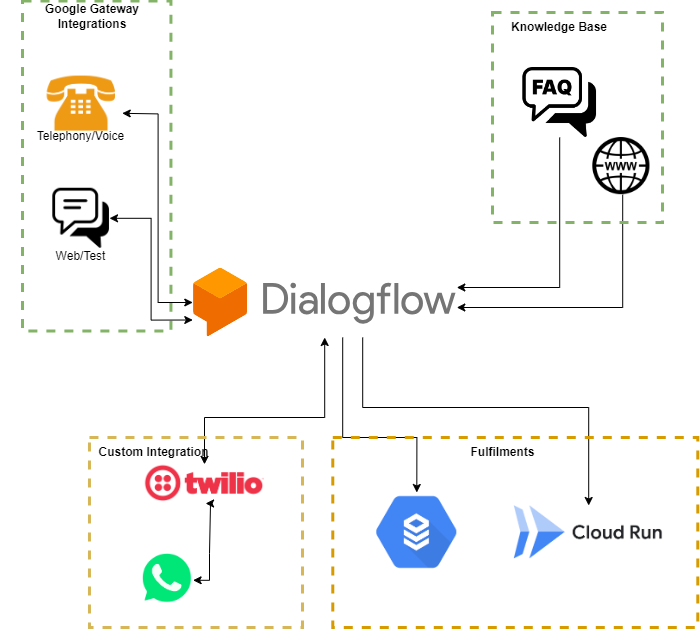 Google Gateway
Integrations
Telephony/Voice
Web/Test
Knowledge Base
FAQ
WWW
Dialogflow
Custom Integration
twilio
Fulfilments
Cloud Run